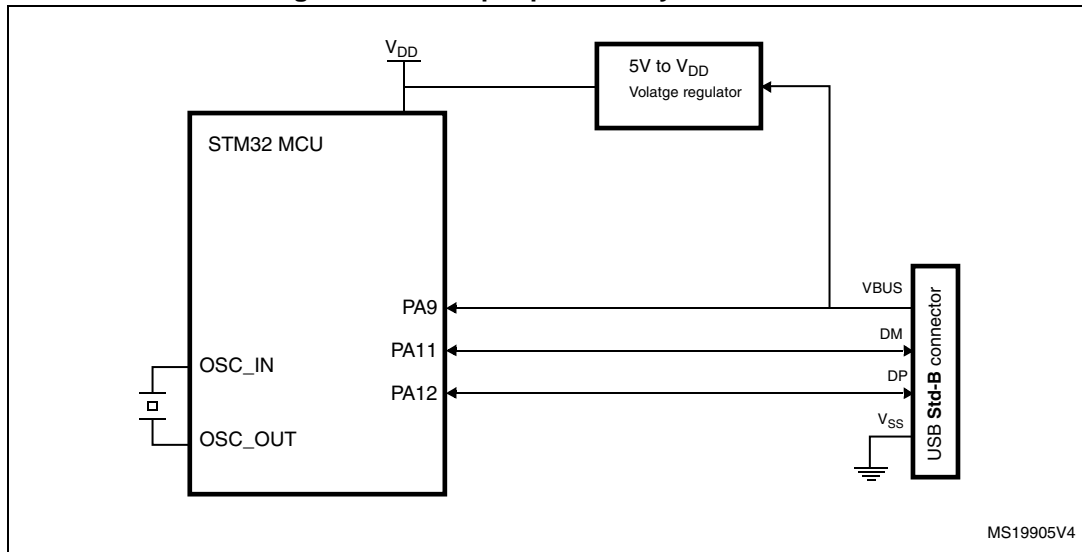 VDD
5V to VDD
Volatge regulator
STM32 MCU
VBUS
PA9
DM
PA11
OSC_IN
DP
PA12
VSS
OSC_OUT
USB Std-B connector
MS19905V4